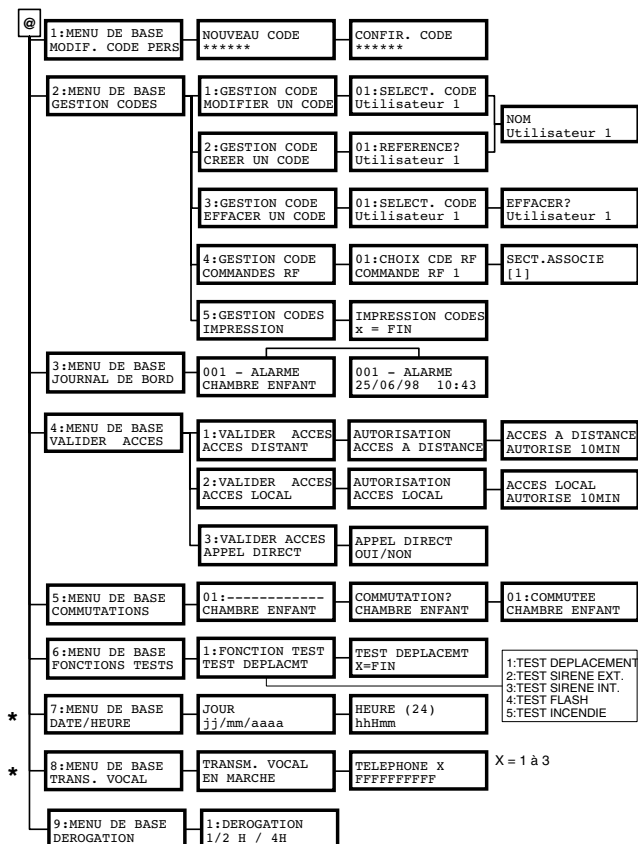 @
1:MENU DE BASE
MODIF. CODE PERS
NOUVEAU CODE
******
CONFIR. CODE
******
2:MENU DE BASE
GESTION CODES
1:GESTION CODE
MODIFIER UN CODE
01:SELECT. CODE
Utilisateur 1
NOM
Utilisateur 1
2:GESTION CODE
CREER UN CODE
01:REFERENCE?
Utilisateur 1
3:GESTION CODE
EFFACER UN CODE
01:SELECT. CODE
Utilisateur 1
EFFACER?
Utilisateur 1
4:GESTION CODE
COMMANDES RF
01:CHOIX CDE RF
COMMANDE RF 1
SECT.ASSOCIE
[1]
5:GESTION CODES
IMPRESSION
IMPRESSION CODES
x = FIN
3:MENU DE BASE
JOURNAL DE BORD
001 - ALARME
CHAMBRE ENFANT
001 - ALARME
25/06/98 10:43
4:MENU DE BASE
VALIDER ACCES
1:VALIDER ACCES
ACCES DISTANT
AUTORISATION
ACCES A DISTANCE
ACCES A DISTANCE
AUTORISE 10MIN
2:VALIDER ACCES
ACCES LOCAL
AUTORISATION
ACCES LOCAL
ACCES LOCAL
AUTORISE 10MIN
3:VALIDER ACCES
APPEL DIRECT
APPEL DIRECT
OUI/NON
5:MENU DE BASE
COMMUTATIONS
01:------------
CHAMBRE ENFANT
COMMUTATION?
CHAMBRE ENFANT
01:COMMUTEE
CHAMBRE ENFANT
6:MENU DE BASE
FONCTIONS TESTS
1:FONCTION TEST
TEST DEPLACMT
TEST DEPLACEMT
X=FIN
1:TEST DEPLACEMENT
2:TEST SIRENE EXT.
3:TEST SIRENE INT.
4:TEST FLASH
5:TEST INCENDIE
*
7:MENU DE BASE
DATE/HEURE
JOUR
jj/mm/aaaa
HEURE (24)
hhHmm
*
8:MENU DE BASE
TRANS. VOCAL
TRANSM. VOCAL
EN MARCHE
TELEPHONE X
FFFFFFFFFF
X = 1 à 3
9:MENU DE BASE
DEROGATION
1:DEROGATION
1/2 H / 4H